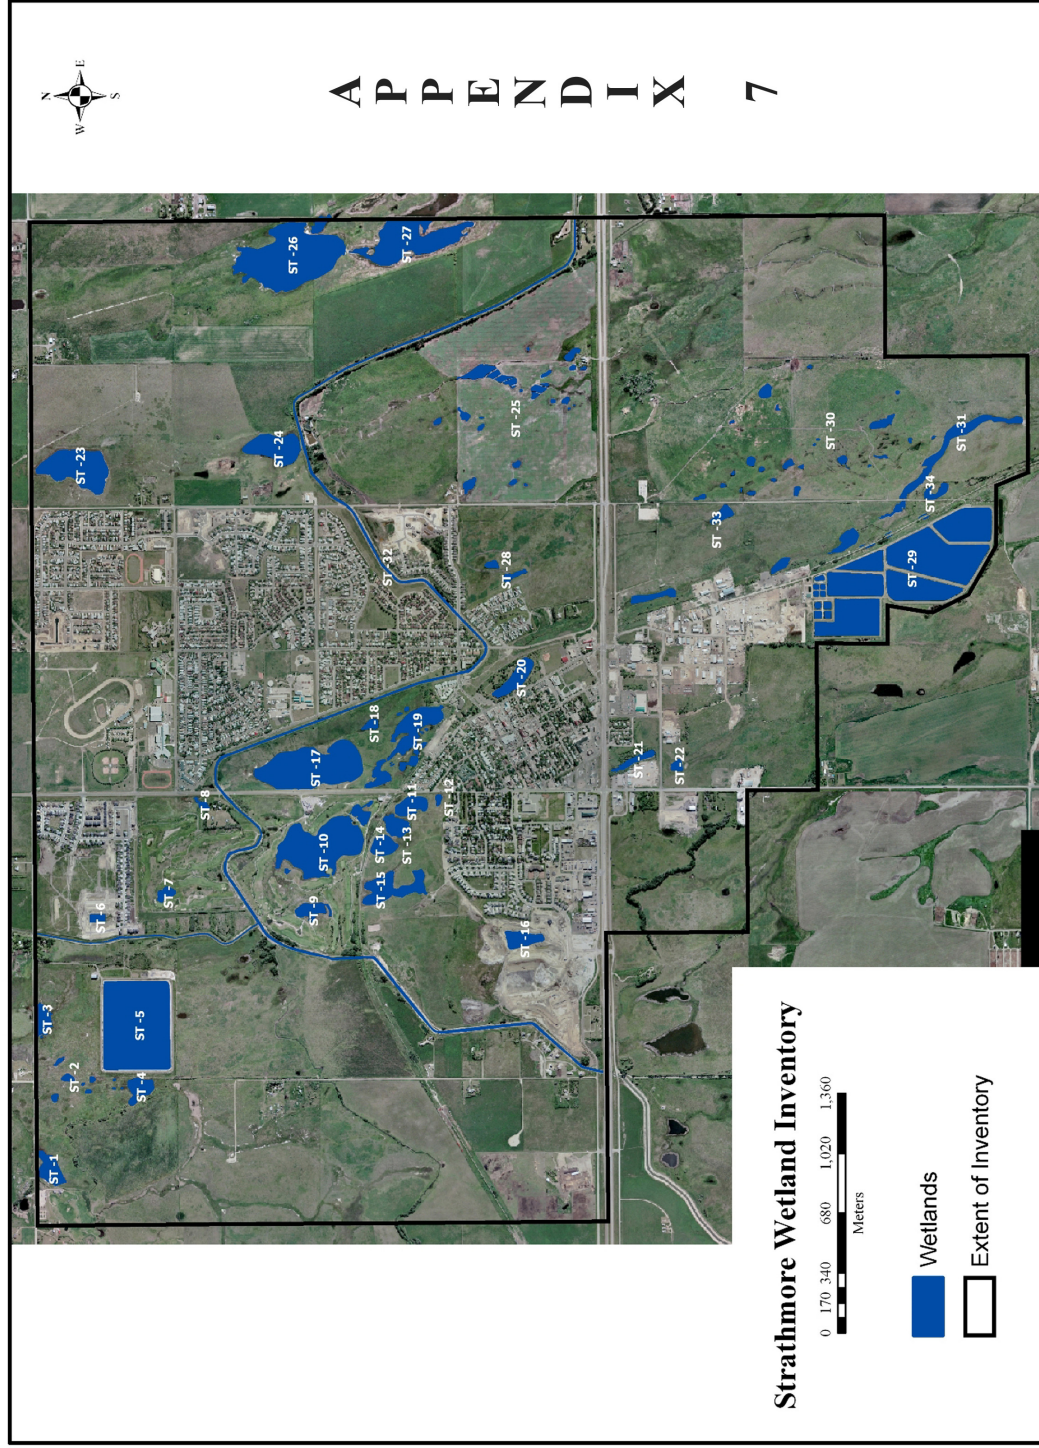 APPENDIX 7
N
W E
S
ST -1
ST -2
ST -3
ST -4
ST -5
ST -6
ST -7
ST -8
ST -9
ST -10
ST -11
ST -12
ST -13
ST -14
ST -15
ST -16
ST -17
ST -18
ST -19
ST -20
ST -21
ST -22
ST -23
ST -24
ST -25
ST -26
ST -27
ST -28
ST -29
ST -30
ST -31
ST -32
ST -33
ST -34
Strathmore Wetland Inventory
0 170 340 680 1,020 1,360
Meters
Wetlands
Extent of Inventory